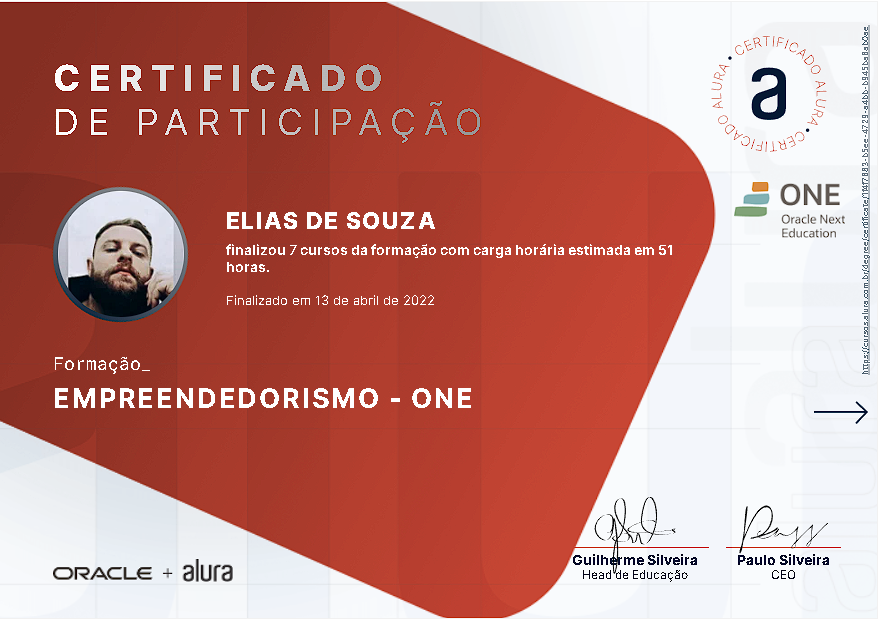 CERTIFICADO
DE PARTICIPAÇÃO
CERTIFICADO ALURA • CERTIFICADO ALURA •
a
ONE
Oracle Next
Education
ELIAS DE SOUZA
finalizou 7 cursos da formação com carga horária estimada em 51
horas.
Finalizado em 13 de abril de 2022
Formação_
EMPREENDEDORISMO - ONE
ORACLE + alura
Guilherme Silveira
Head de Educação
Paulo Silveira
CEO